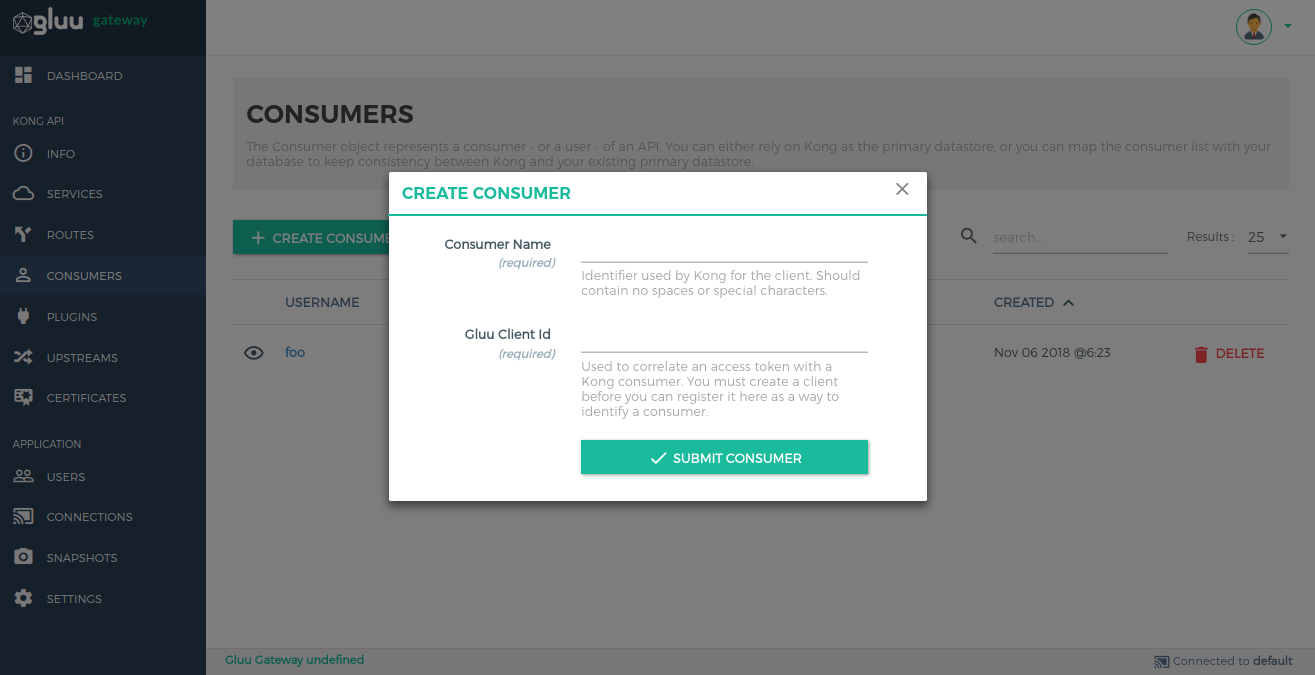 gluu gateway
DASHBOARD
KONG API
INFO
SERVICES
ROUTES
CONSUMERS
PLUGINS
UPSTREAMS
CERTIFICATES
APPLICATION
USERS
CONNECTIONS
SNAPSHOTS
SETTINGS
CONSUMERS
The Consumer object represents a consumer - or a user - of an API. You can either rely on Kong as the primary datastore, or you can map the consumer list with your
database to keep consistency between Kong and your existing primary datastore.
CREATE CONSUME
search...
Results :
25
USERNAME
CREATED
foo
Nov 06 2018 @6:23
DELETE
CREATE CONSUMER
Consumer Name
(required)
Identifier used by Kong for the client. Should
contain no spaces or special characters.
Gluu Client Id
(required)
Used to correlate an access token with a
Kong consumer. You must create a client
before you can register it here as a way to
identify a consumer.
SUBMIT CONSUMER
Gluu Gateway undefined
Connected to default